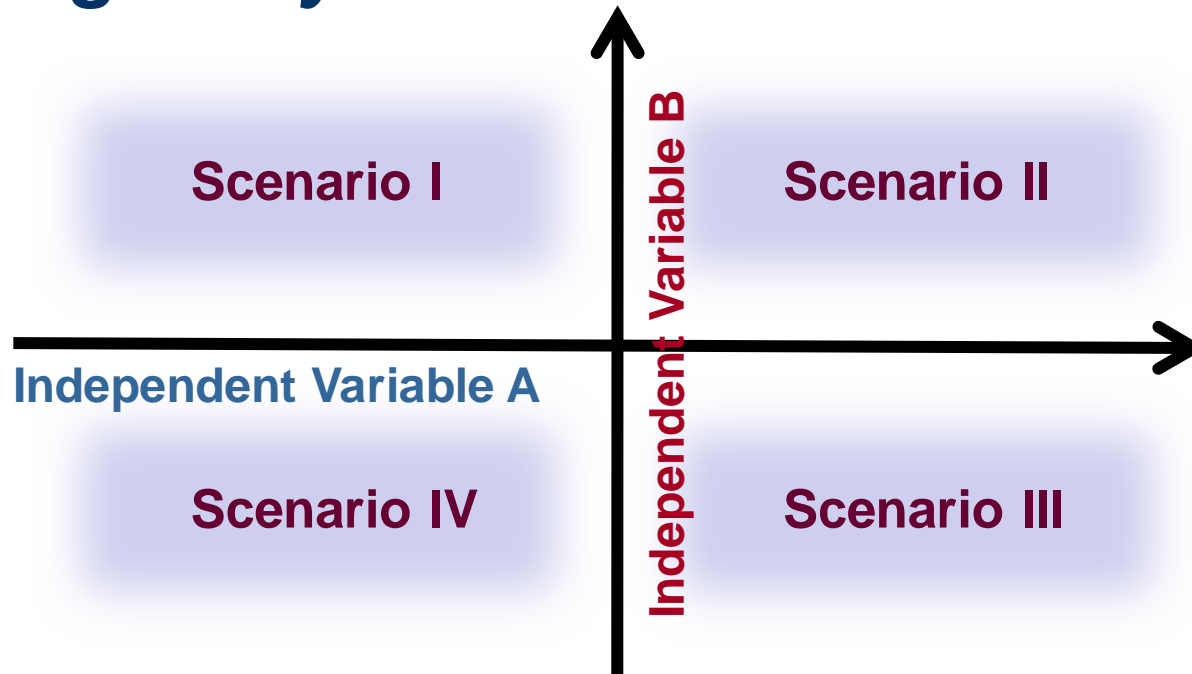 Scenario I
Scenario II
Independent Variable B
Independent Variable A
Scenario IV
Scenario III